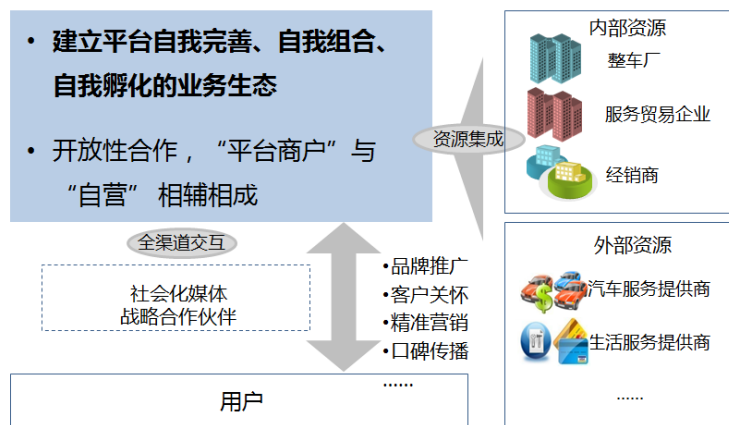 • 建立平台自我完善、自我组合、
自我孵化的业务生态
• 开放性合作，“平台商户”与
“自营” 相辅相成
资源集成
内部资源
整车厂
服务贸易企业
经销商
外部资源
汽车服务提供商
生活服务提供商
……
全渠道交互
社会化媒体
战略合作伙伴
•品牌推广
•客户关怀
•精准营销
•口碑传播
……
用户